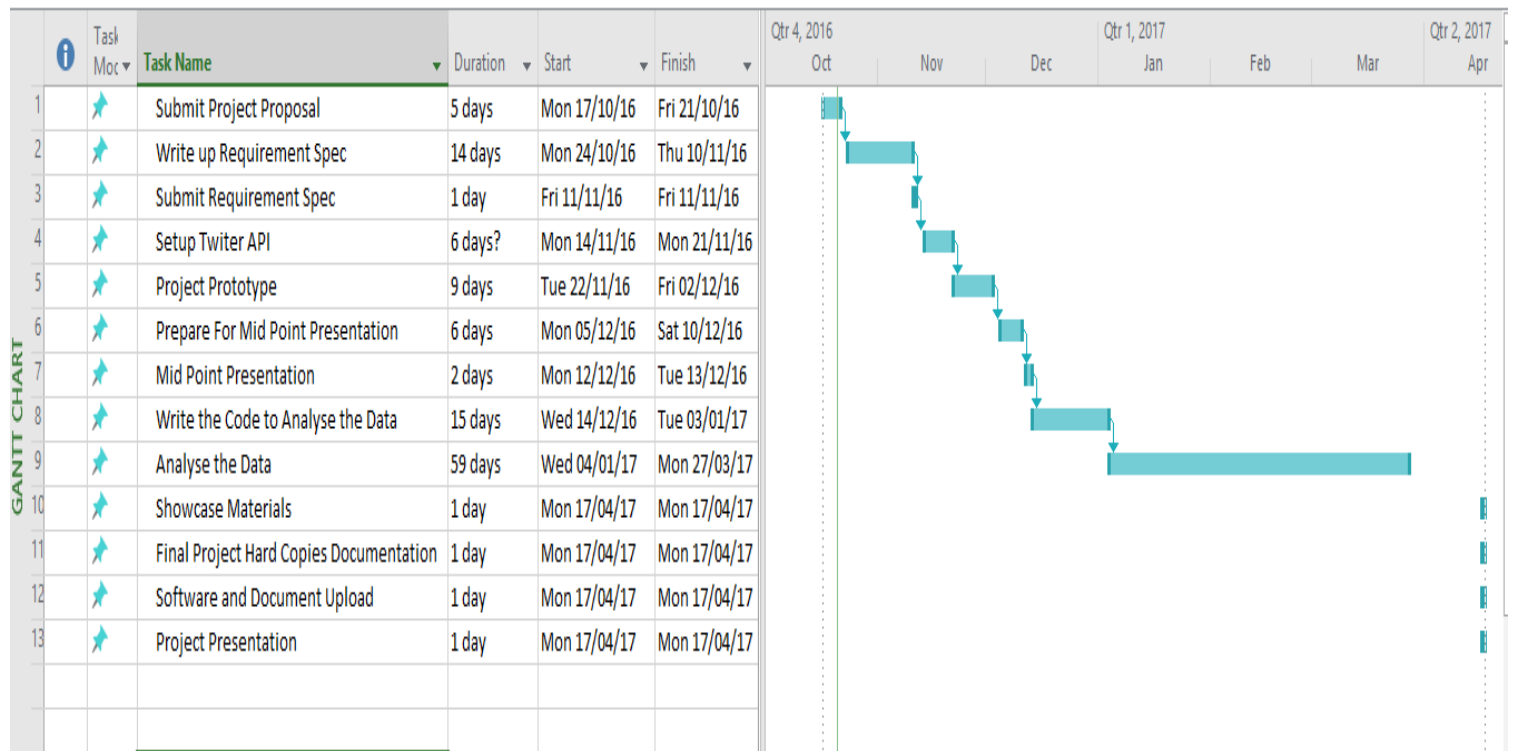 Qtr 4, 2016 Qtr 1, 2017 Qtr 2, 2017
Task Mod Task Name Duration Start Finish Oct Nov Dec Jan Feb Mar Apr
1 Submit Project Proposal 5 days Mon 17/10/16 Fri 21/10/16
2 Write up Requirement Spec 14 days Mon 24/10/16 Thu 10/11/16
3 Submit Requirement Spec 1 day Fri 11/11/16 Fri 11/11/16
4 Setup Twiter API 6 days? Mon 14/11/16 Mon 21/11/16
5 Project Prototype 9 days Tue 22/11/16 Fri 02/12/16
6 Prepare For Mid Point Presentation 6 days Mon 05/12/16 Sat 10/12/16
7 Mid Point Presentation 2 days Mon 12/12/16 Tue 13/12/16
8 Write the Code to Analyse the Data 15 days Wed 14/12/16 Tue 03/01/17
9 Analyse the Data 59 days Wed 04/01/17 Mon 27/03/17
10 Showcase Materials 1 day Mon 17/04/17 Mon 17/04/17
11 Final Project Hard Copies Documentation 1 day Mon 17/04/17 Mon 17/04/17
12 Software and Document Upload 1 day Mon 17/04/17 Mon 17/04/17
13 Project Presentation 1 day Mon 17/04/17 Mon 17/04/17
GANTT CHART